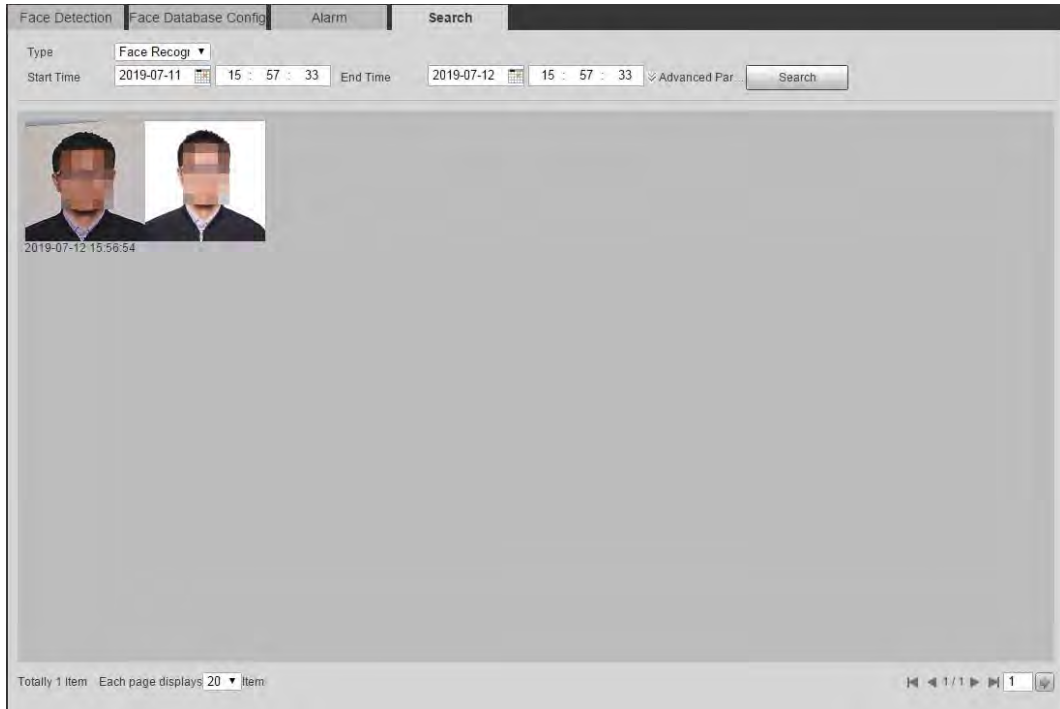 Face Detection Face Database Config Alarm Search
Type Face Recogr
Start Time 2019-07-11 15 : 57 : 33 End Time 2019-07-12 15 : 57 : 33 Advanced Par... Search
2019-07-12 15:56:54
Totally 1 Item Each page displays 20 Item 1 / 1 1